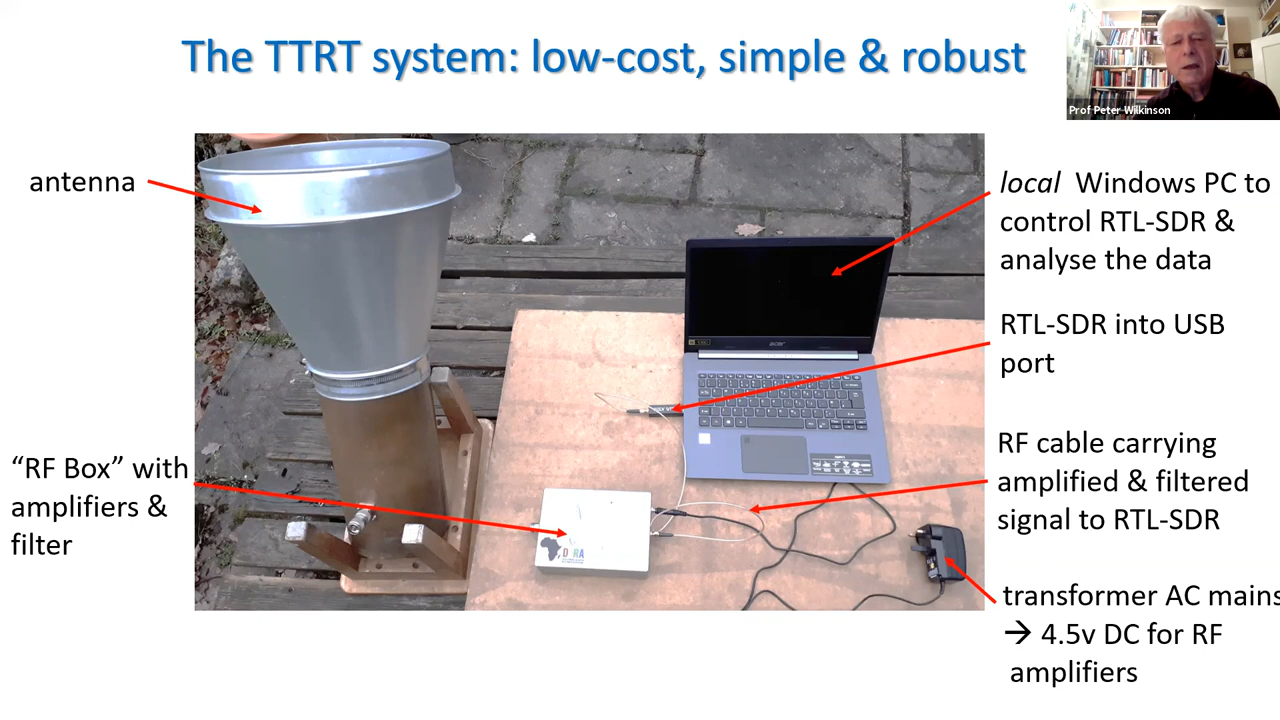 The TTRT system: low-cost, simple & robust
Prof Peter Wilkinson
antenna
local Windows PC to
control RTL-SDR &
analyse the data
RTL-SDR into USB
port
"RF Box" with
amplifiers &
filter
RF cable carrying
amplified & filtered
signal to RTL-SDR
transformer AC mains
→ 4.5v DC for RF
amplifiers
acer